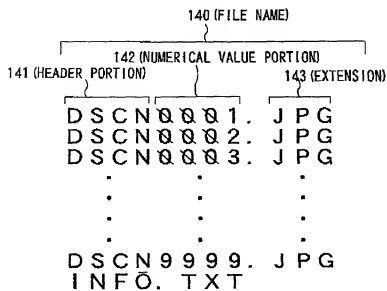 140 (FILE NAME)
142 (NUMERICAL VALUE PORTION)
141 (HEADER PORTION)
143 (EXTENSION)
DSCN0001. JPG
DSCN0002. JPG
DSCN0003. JPG
DSCN9999. JPG
INFŌ. TXT